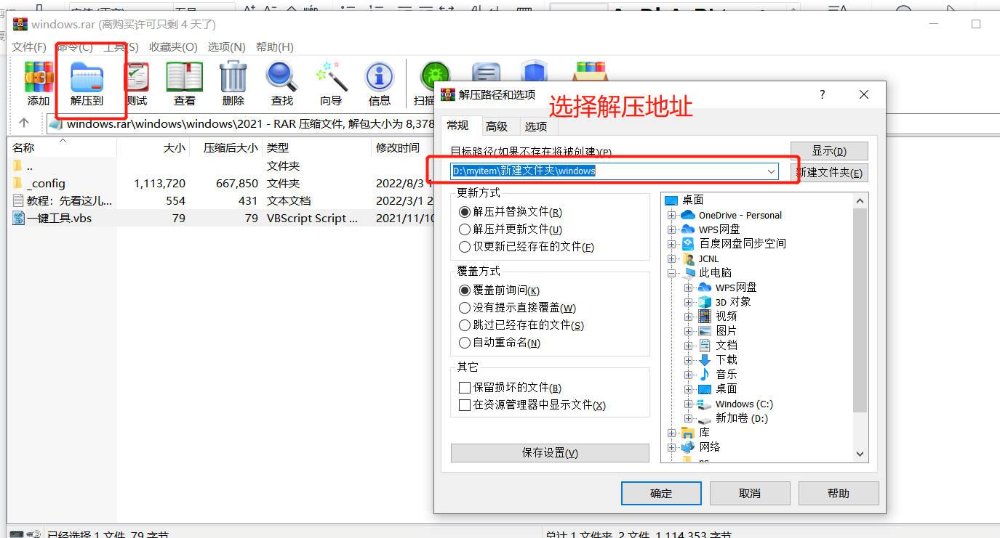 windows.rar (离购买许可只剩 4 天了)
文件(F) 命令(C) 工具(S) 收藏夹(O) 选项(N) 帮助(H)
添加 解压到 测试 查看 删除 查找 向导 信息 扫描
windows.rar\windows\windows\2021 - RAR 压缩文件, 解包大小为 8,378
名称 大小 压缩后大小 类型 修改时间
.. 文件夹
_config 1,113,720 667,850 文件夹 2022/8/3 1
教程：先看这儿... 554 431 文本文档 2022/3/1 2
一键工具.vbs 79 79 VBScript Script ... 2021/11/10
解压路径和选项 ?
选择解压地址
常规 高级 选项
目标路径(如果不存在将被创建)(P)
显示(D)
D:\myitem\新建文件夹\windows
新建文件夹(E)
更新方式
解压并替换文件(R)
解压并更新文件(U)
仅更新已经存在的文件(F)
覆盖方式
覆盖前询问(K)
没有提示直接覆盖(W)
跳过已经存在的文件(S)
自动重命名(N)
其它
保留损坏的文件(B)
在资源管理器中显示文件(X)
保存设置(V)
桌面
OneDrive - Personal
WPS网盘
百度网盘同步空间
JCNL
此电脑
WPS网盘
3D 对象
视频
图片
文档
下载
音乐
桌面
Windows (C:)
新加卷 (D:)
库
网络
确定 取消 帮助
已经选择 1 文件, 79 字节
总计 1 文件夹, 2 文件, 1,114,353 字节